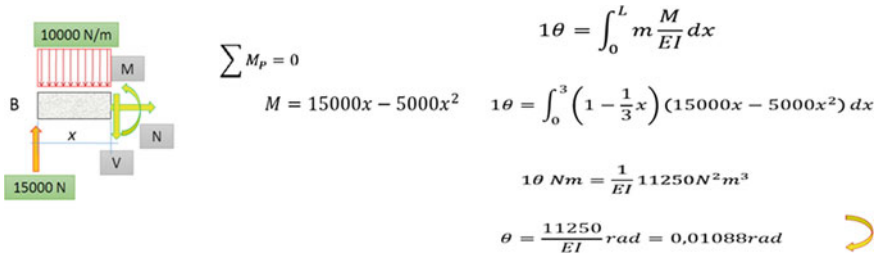 10000 N/m
M
B
x
N
V
15000 N
∑ M_P = 0
M = 15000x − 5000x²
1θ = ∫₀ᴸ m M/EI dx
1θ = ∫₀³ (1 − 1/3 x) (15000x − 5000x²) dx
1θ Nm = 1/EI 11250N²m³
θ = 11250/EI rad = 0,01088rad